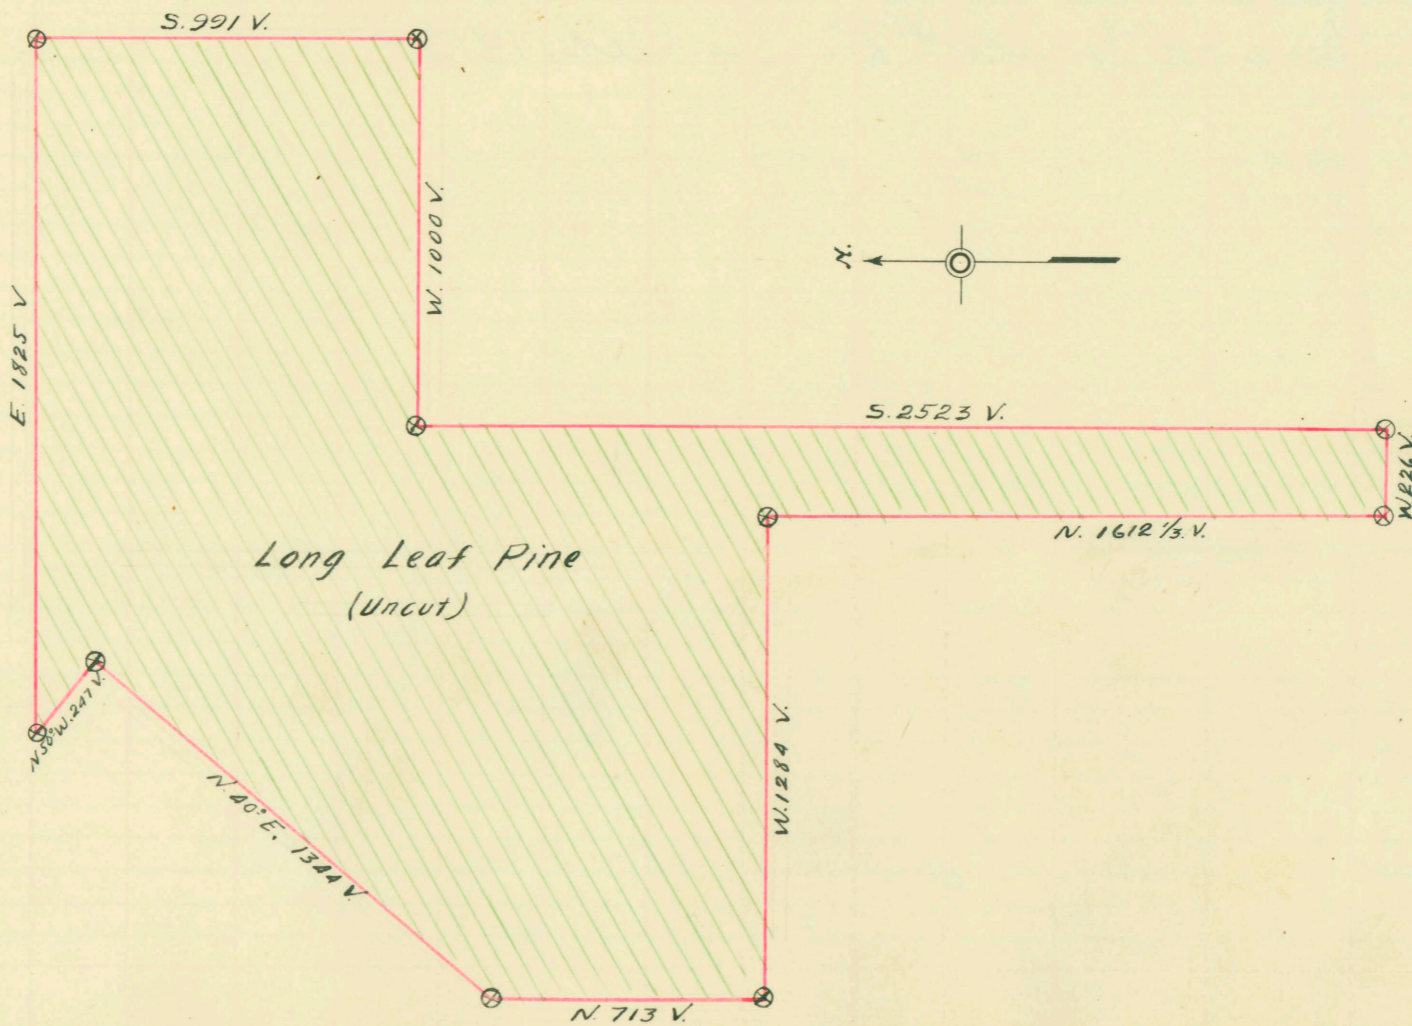 S. 991 V.
E. 1825 V
W. 1000 V.
N.
S. 2523 V.
W 226 V.
N. 1612 1/3. V.
Long Leaf Pine
(Uncut)
N 50° W. 247 V.
N. 40° E. 1344 V.
W. 1284 V.
N. 713 V.